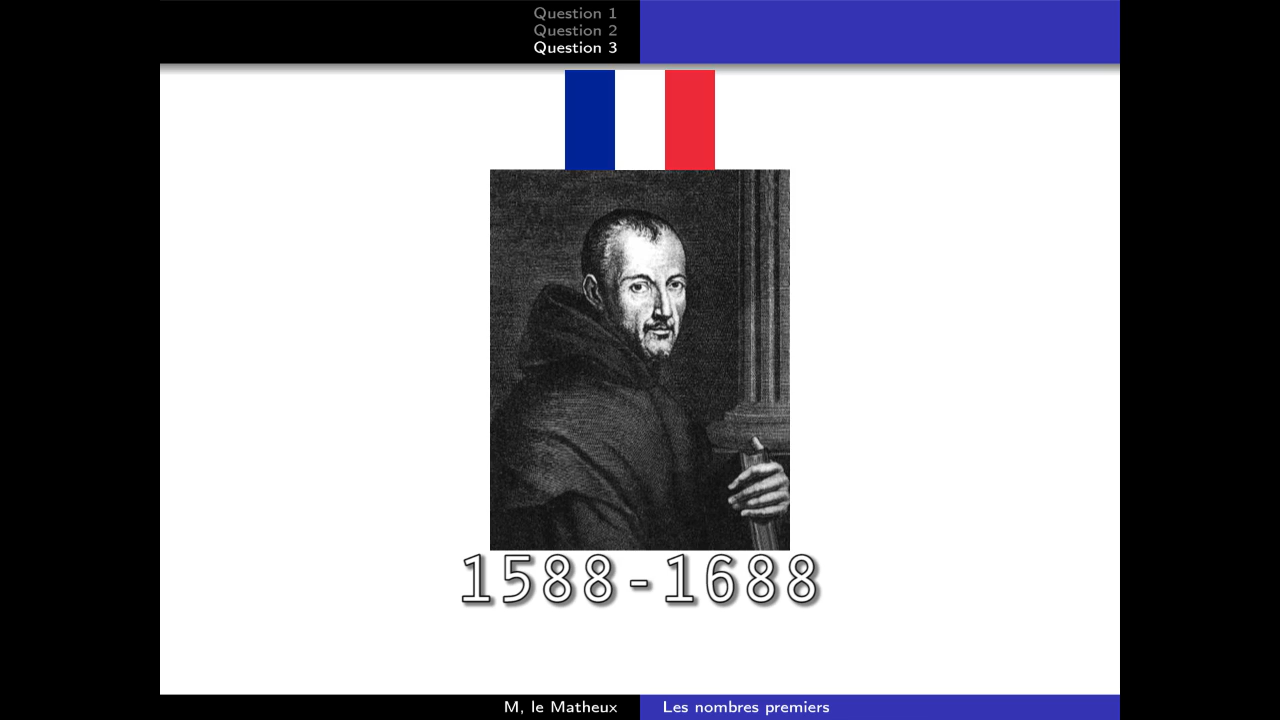 Question 1
Question 2
Question 3
1588-1688
M, le Matheux
Les nombres premiers